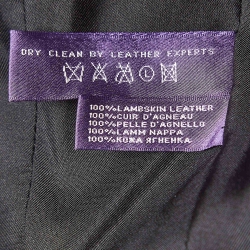 DRY CLEAN BY LEATHER EXPERTS
100%LAMBSKIN LEATHER
100%CUIR D'AGNEAU
100%PELLE D'AGNELLO
100%LAMM NAPPA
100%КОЖА ЯГНЕНКА